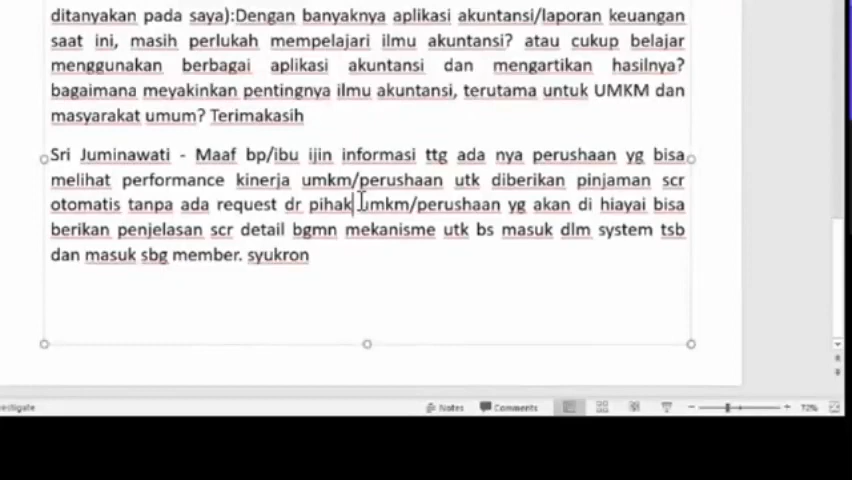 ditanyakan pada saya):Dengan banyaknya aplikasi akuntansi/laporan keuangan
saat ini, masih perlukah mempelajari ilmu akuntansi? atau cukup belajar
menggunakan berbagai aplikasi akuntansi dan mengartikan hasilnya?
bagaimana meyakinkan pentingnya ilmu akuntansi, terutama untuk UMKM dan
masyarakat umum? Terimakasih
Sri Juminawati - Maaf bp/ibu ijin informasi ttg ada nya perushaan yg bisa
melihat performance kinerja umkm/perushaan utk diberikan pinjaman scr
otomatis tanpa ada request dr pihak umkm/perushaan yg akan di hiayai bisa
berikan penjelasan scr detail bgmn mekanisme utk bs masuk dlm system tsb
dan masuk sbg member. syukron
Notes Comments 72%